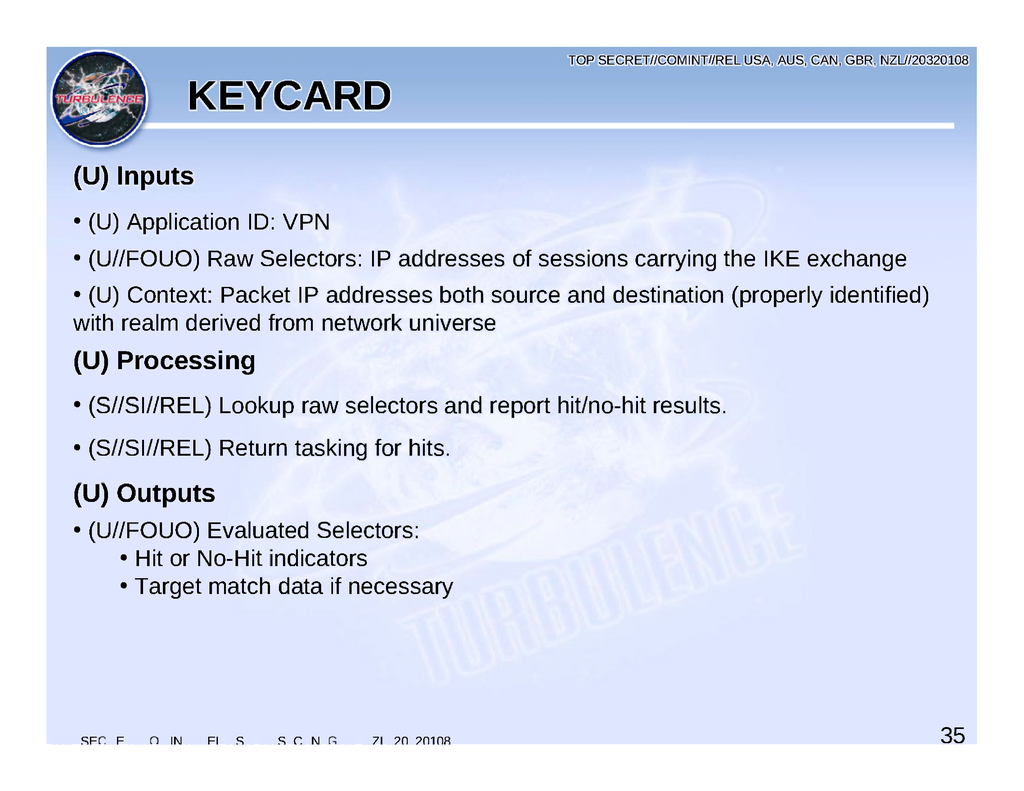 TOP SECRET//COMINT//REL USA, AUS, CAN, GBR, NZL//20320108
TURBULENCE
KEYCARD
(U) Inputs
• (U) Application ID: VPN
• (U//FOUO) Raw Selectors: IP addresses of sessions carrying the IKE exchange
• (U) Context: Packet IP addresses both source and destination (properly identified)
with realm derived from network universe
(U) Processing
• (S//SI//REL) Lookup raw selectors and report hit/no-hit results.
• (S//SI//REL) Return tasking for hits.
(U) Outputs
• (U//FOUO) Evaluated Selectors:
• Hit or No-Hit indicators
• Target match data if necessary
TURBULENCE
35